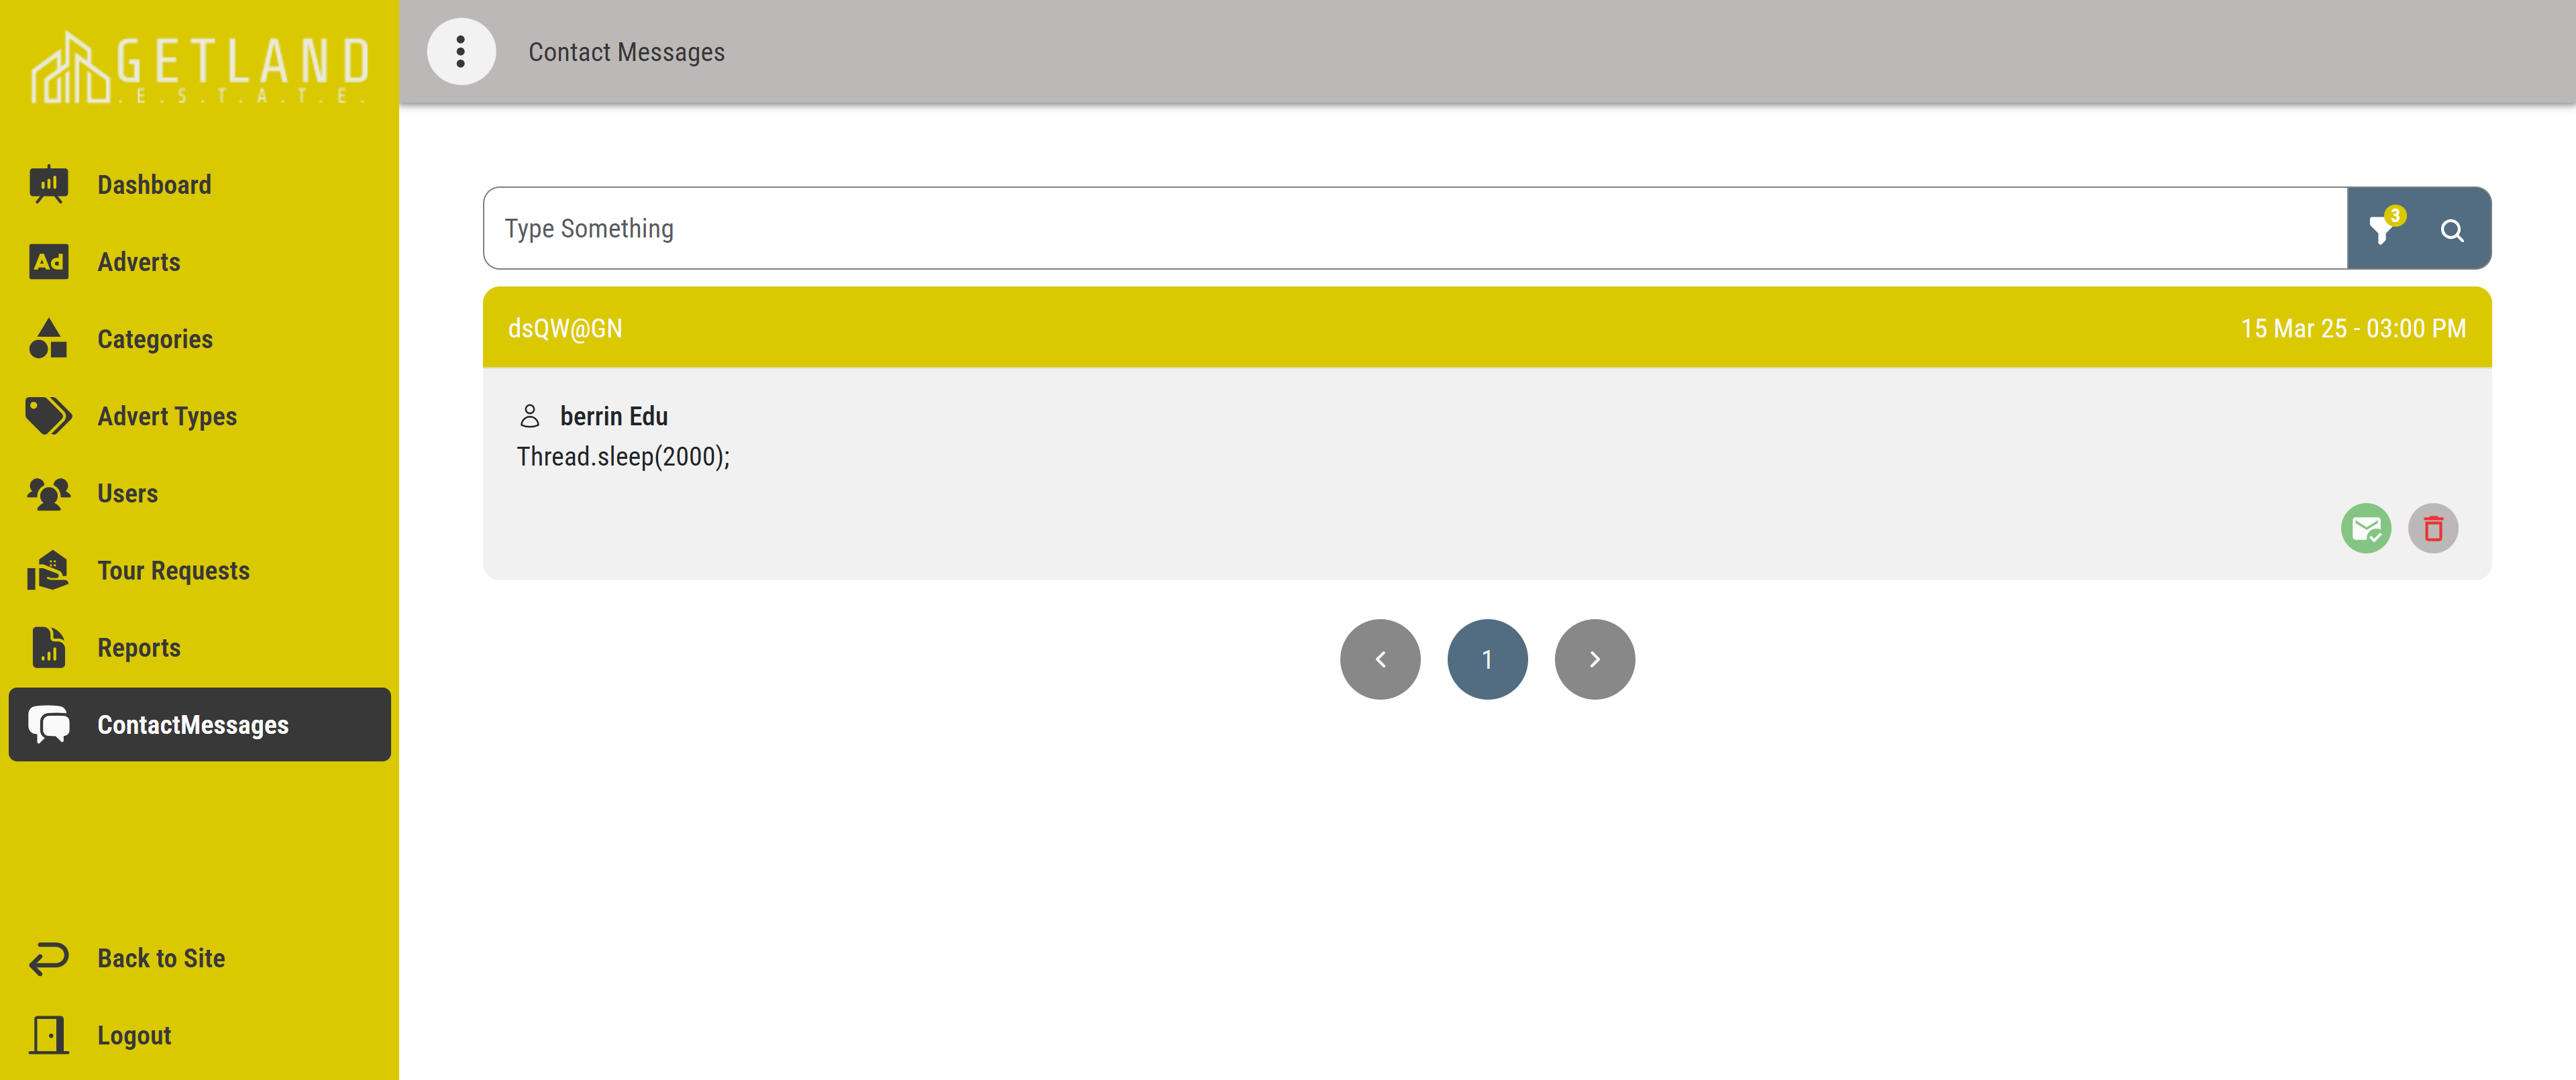 GETLAND
.E.S.T.A.T.E.
Dashboard
Ad
Adverts
Categories
Advert Types
Users
Tour Requests
Reports
ContactMessages
Back to Site
Logout
Contact Messages
Type Something
3
dsQW@GN
15 Mar 25 - 03:00 PM
berrin Edu
Thread.sleep(2000);
1